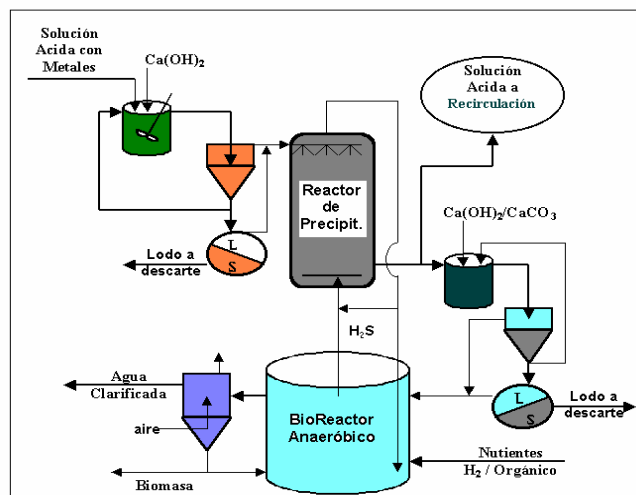 Solución
Acida con
Metales
Ca(OH)2
Solución
Acida a
Recirculación
Reactor
de
Precipit.
Ca(OH)3/CaCO3
L
S
Lodo a
descarte
H2S
Agua
Clarificada
aire
BioReactor
Anaeróbico
L
S
Lodo a
descarte
Nutientes
H2 / Orgánico
Biomasa